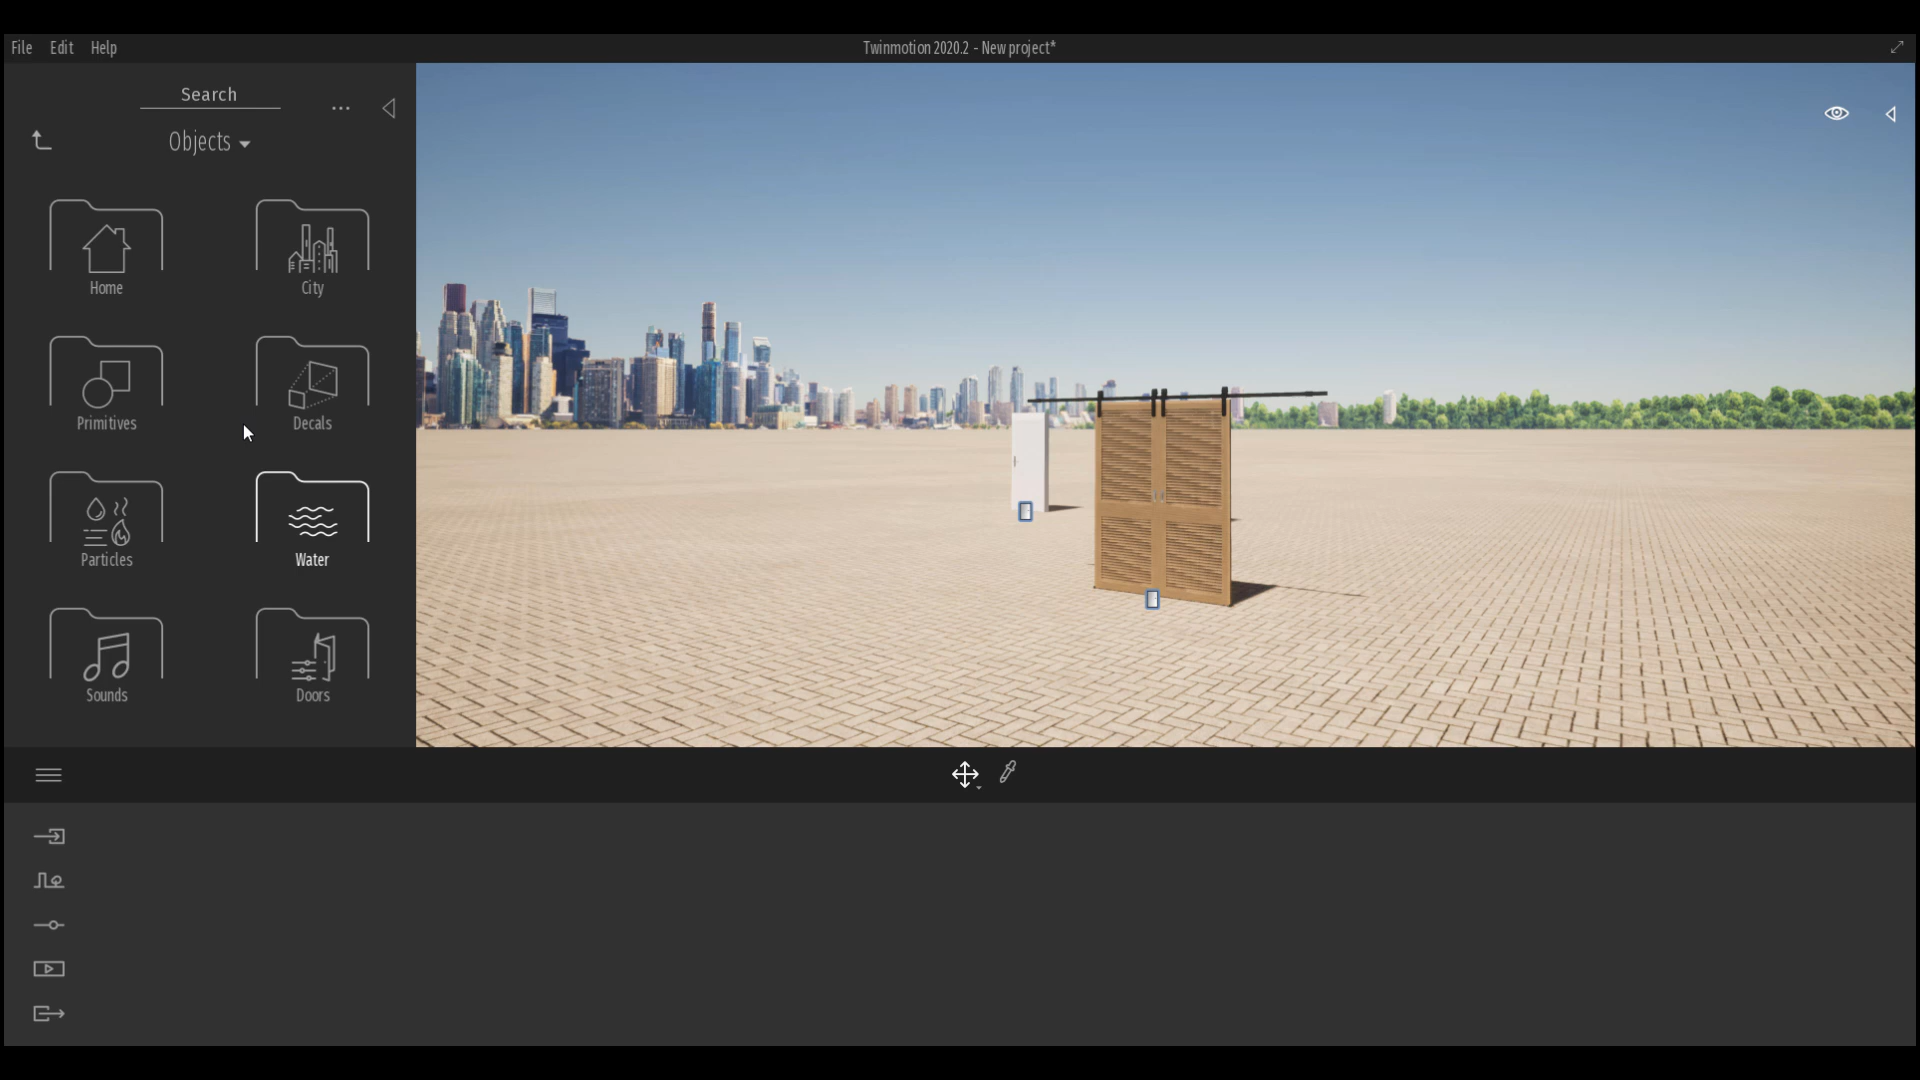 File Edit Help
Twinmotion 2020.2 - New project*
Search
Objects
Home
City
Primitives
Decals
Particles
Water
Sounds
Doors